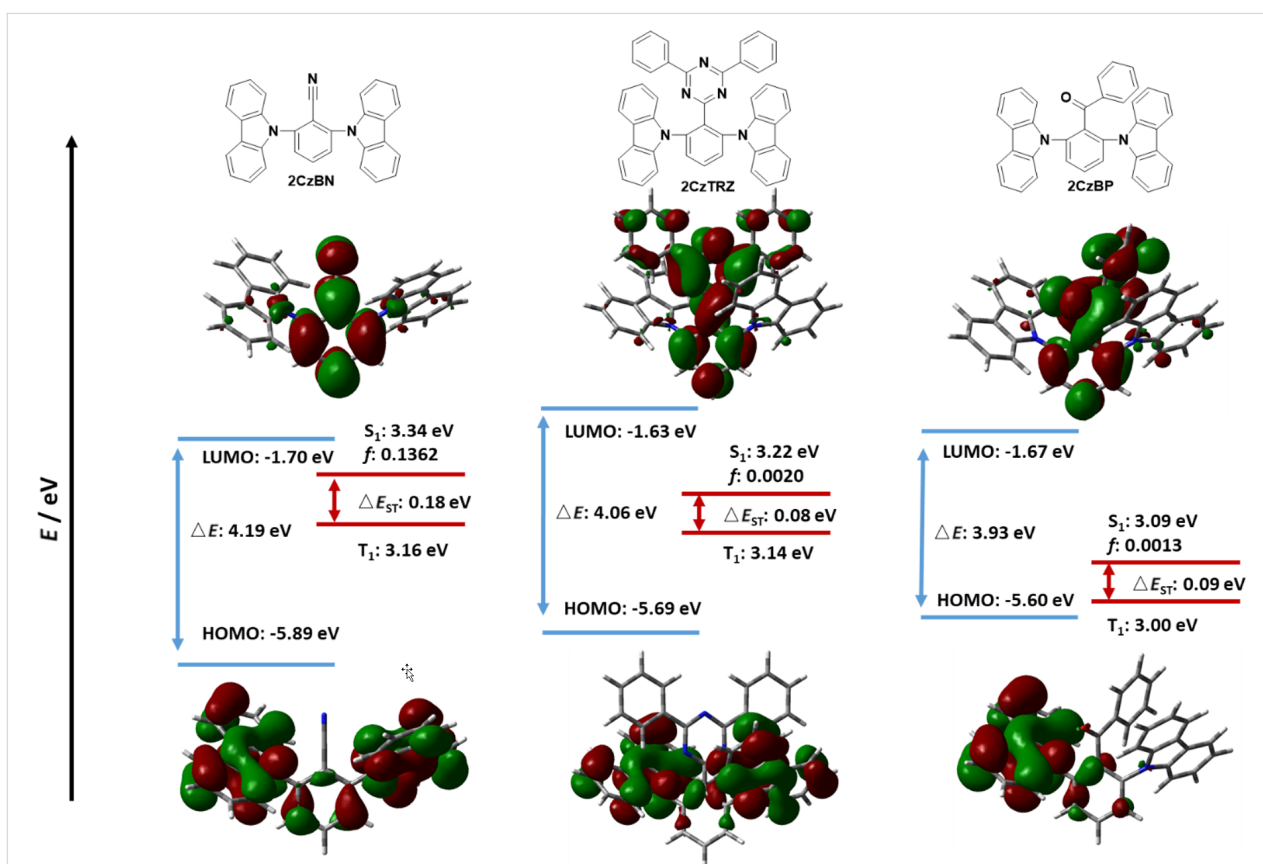 N
N
N
2CzBN
N
N
N
N
N
2CzTRZ
O
N
N
2CzBP
E / eV
S1: 3.34 eV
f: 0.1362
LUMO: -1.70 eV
△E: 4.19 eV
△EST: 0.18 eV
T1: 3.16 eV
HOMO: -5.89 eV
LUMO: -1.63 eV
S1: 3.22 eV
f: 0.0020
△E: 4.06 eV
△EST: 0.08 eV
T1: 3.14 eV
HOMO: -5.69 eV
LUMO: -1.67 eV
△E: 3.93 eV
S1: 3.09 eV
f: 0.0013
△EST: 0.09 eV
HOMO: -5.60 eV
T1: 3.00 eV